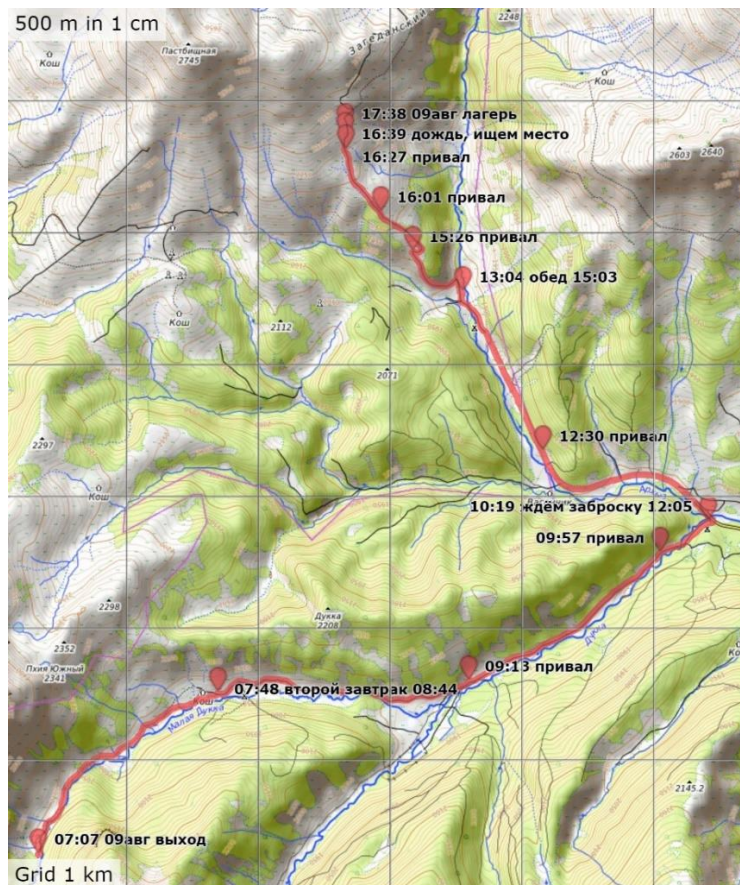 500 m in 1 cm
Пастбищная
2745
Загеданский
2248
Кош
Кош
17:38 09авг лагерь
16:39 дождь, ищем место
16:27 привал
2603
2640
16:01 привал
15:26 привал
13:04 обед 15:03
Кош
2112
2071
12:30 привал
2297
Кош
10:19 ждём заброску 12:05
09:57 привал
2298
Дукка
2208
Дукка
2352
Пхия Южный
2341
09:13 привал
07:48 второй завтрак 08:44
Кош
Малая Дукка
2145.2
07:07 09авг выход
Grid 1 km